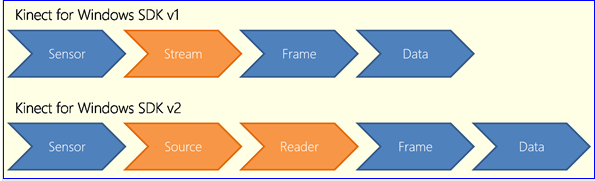 Kinect for Windows SDK v1
Sensor Stream Frame Data
Kinect for Windows SDK v2
Sensor Source Reader Frame Data